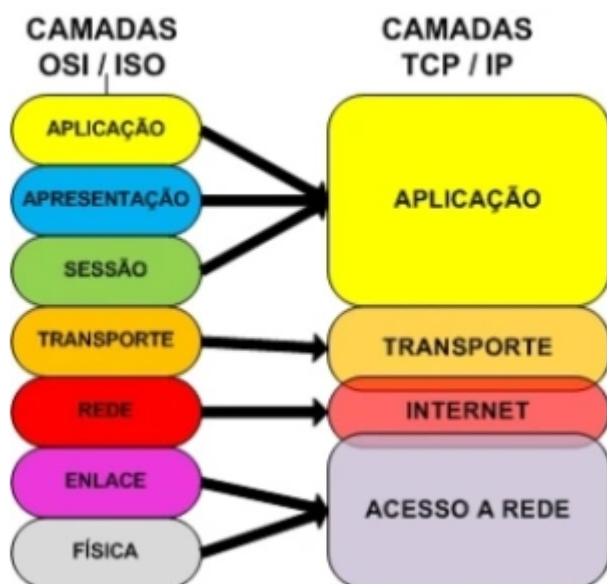 CAMADAS
OSI / ISO
APLICAÇÃO
APRESENTAÇÃO
SESSÃO
TRANSPORTE
REDE
ENLACE
FÍSICA
CAMADAS
TCP / IP
APLICAÇÃO
TRANSPORTE
INTERNET
ACESSO A REDE